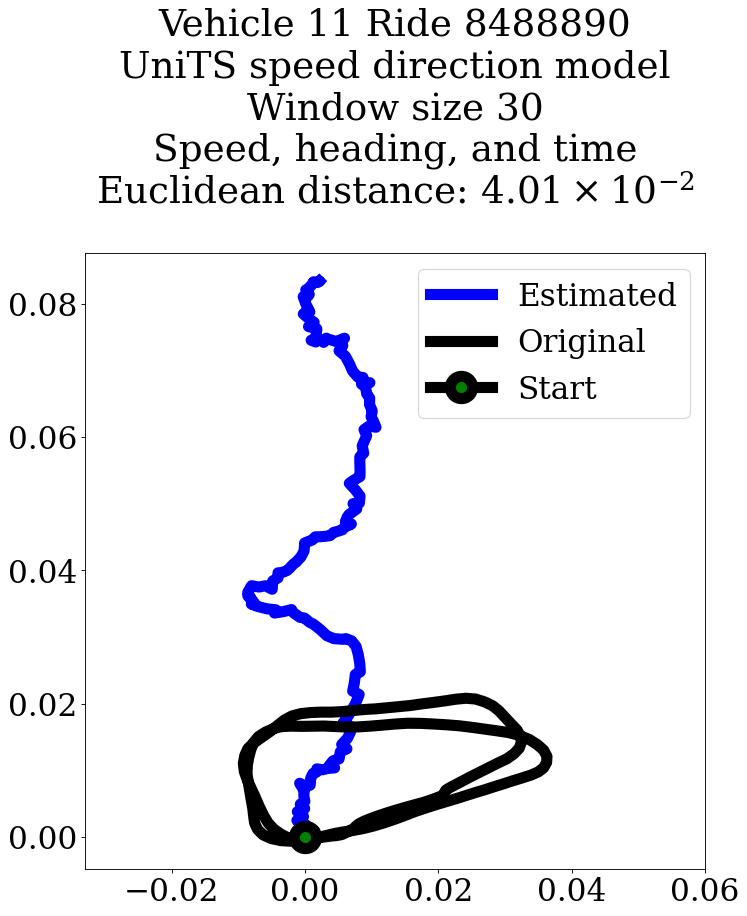 Vehicle 11 Ride 8488890
UniTS speed direction model
Window size 30
Speed, heading, and time
Euclidean distance: 4.01 × 10⁻²
Estimated
Original
Start
0.08
0.06
0.04
0.02
0.00
−0.02 0.00 0.02 0.04 0.06